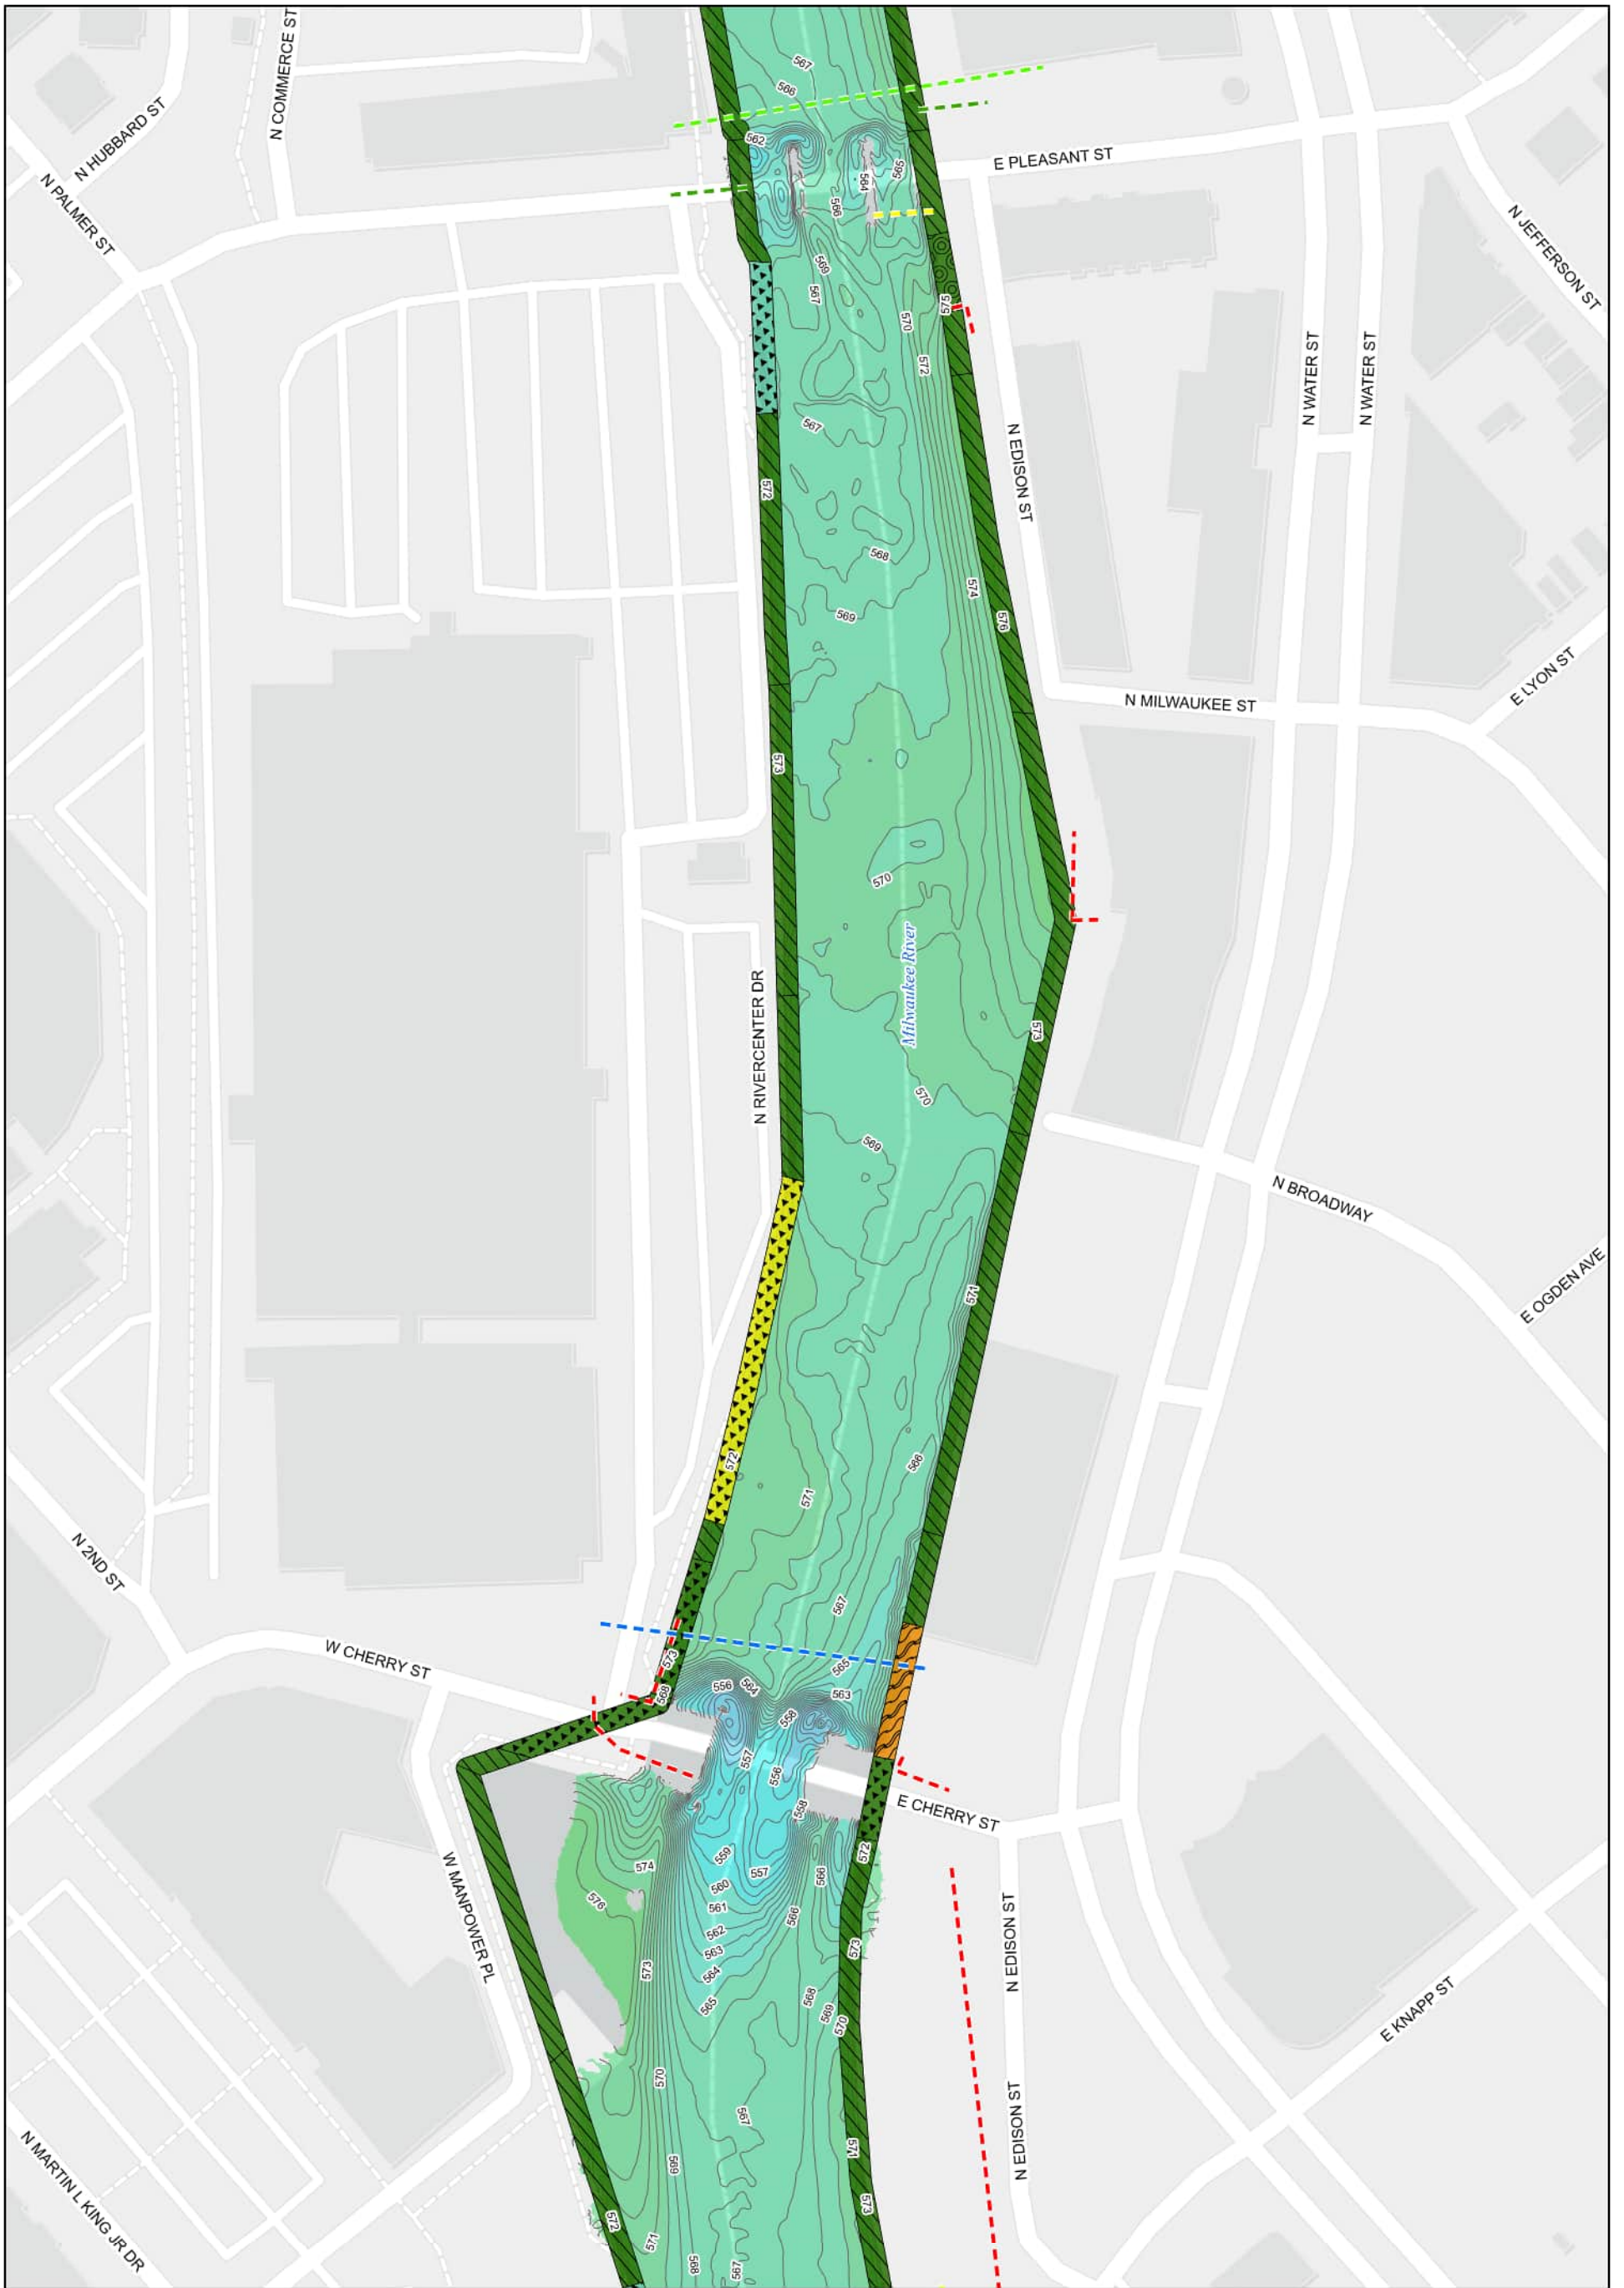 N COMMERCE ST
N HUBBARD ST
N PALMER ST
567
566
562
E PLEASANT ST
565
564
566
N JEFFERSON ST
569
567
575
570
572
N WATER ST
N WATER ST
567
N EDISON ST
572
568
574
569
576
E LYON ST
N MILWAUKEE ST
573
570
Milwaukee River
N RIVERCENTER DR
573
570
569
N BROADWAY
E OGDEN AVE
571
572
566
571
N 2ND ST
567
W CHERRY ST
573
565
568
556
564
563
558
557
556
558
E CHERRY ST
572
559
557
574
566
560
576
561
566
562
563
573
W MANPOWER PL
N EDISON ST
573
564
565
568
569
570
E KNAPP ST
570
567
571
N EDISON ST
569
573
572
571
N MARTIN L KING JR DR
568
567